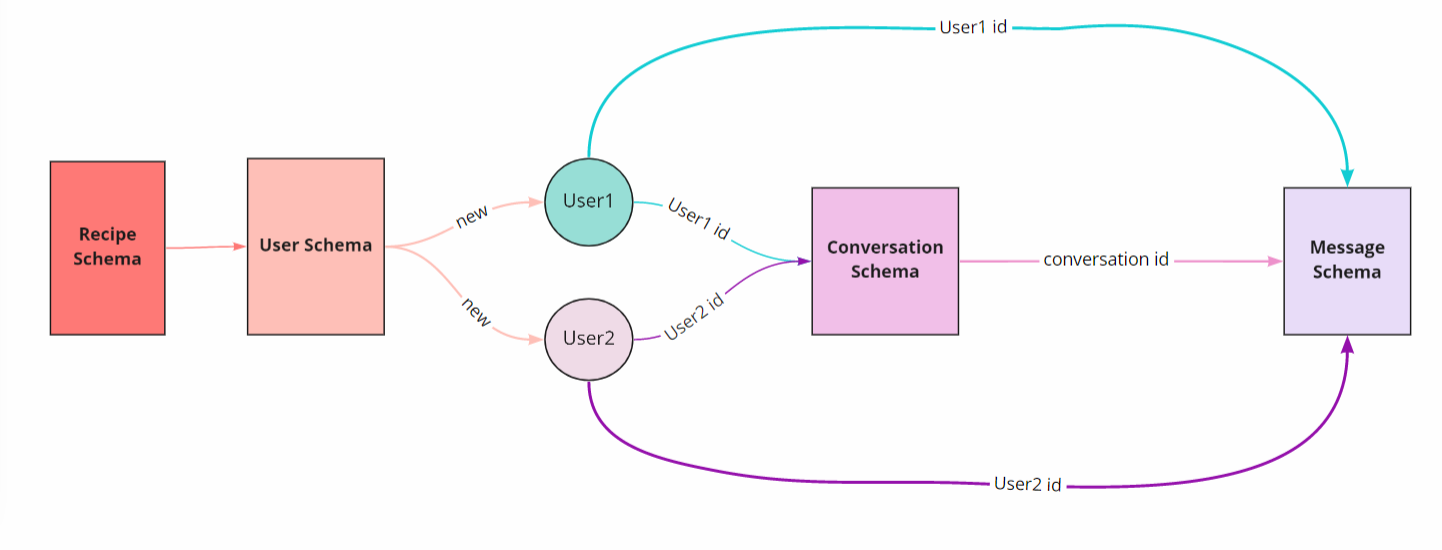 User1 id
Recipe
Schema
User Schema
new
new
User1
User2
User1 id
User2 id
Conversation
Schema
conversation id
Message
Schema
User2 id